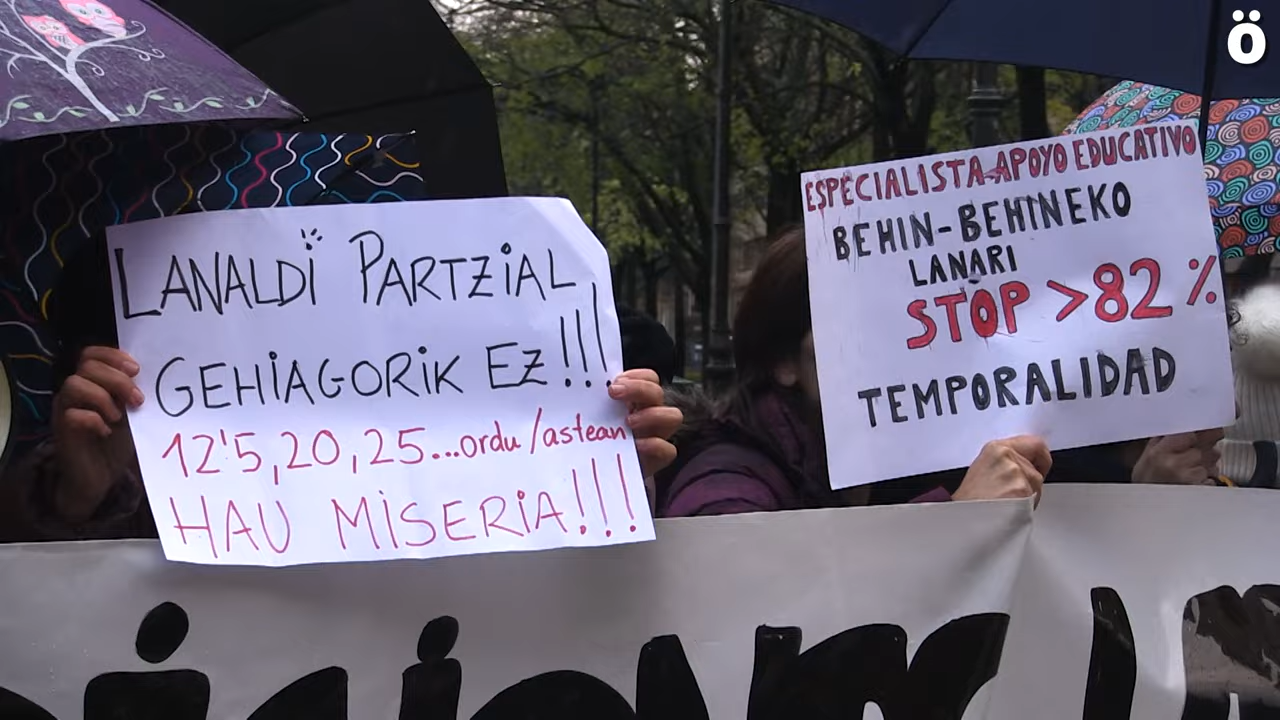 LANALDI PARTZIAL
GEHIAGORIK EZ!!!
12'5, 20, 25...ordu/astean
HAU MISERIA!!!
ESPECIALISTA-APOYO EDUCATIVO
BEHIN-BEHINEKO
LANARI
STOP >82 %
TEMPORALIDAD
ö